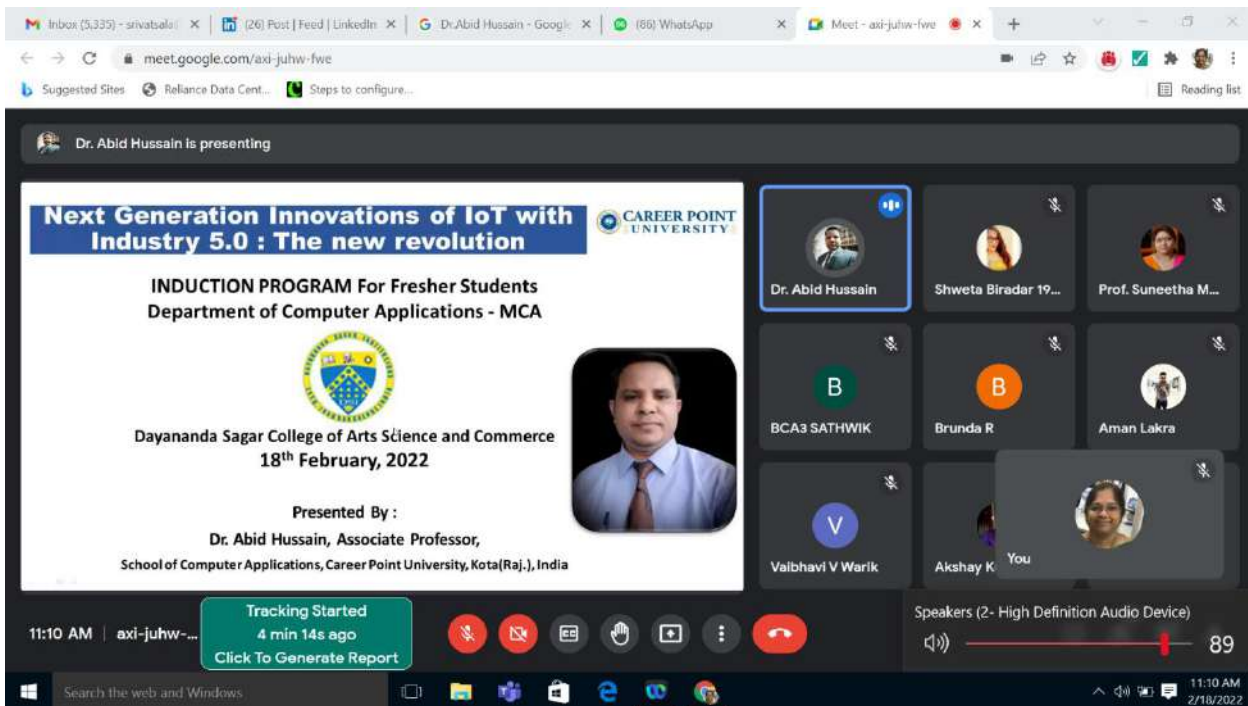 Inbox (5,335) - srivatsala
(26) Post | Feed | LinkedIn
Dr.Abid Hussain - Google
(86) WhatsApp
Meet - axi-juhw-fwe
meet.google.com/axi-juhw-fwe
Suggested Sites
Reliance Data Cent...
Steps to configure...
Reading list
Dr. Abid Hussain is presenting
Next Generation Innovations of IoT with
Industry 5.0 : The new revolution
CAREER POINT
UNIVERSITY
INDUCTION PROGRAM For Fresher Students
Department of Computer Applications - MCA
Dayananda Sagar College of Arts Science and Commerce
18th February, 2022
Presented By :
Dr. Abid Hussain, Associate Professor,
School of Computer Applications, Career Point University, Kota(Raj.), India
Dr. Abid Hussain
Shweta Biradar 19...
Prof. Suneetha M...
B
BCA3 SATHWIK
B
Brunda R
Aman Lakra
V
Vaibhavi V Warik
Akshay K
You
11:10 AM | axi-juhw-...
Tracking Started
4 min 14s ago
Click To Generate Report
CC
Speakers (2- High Definition Audio Device)
89
Search the web and Windows
11:10 AM
2/18/2022